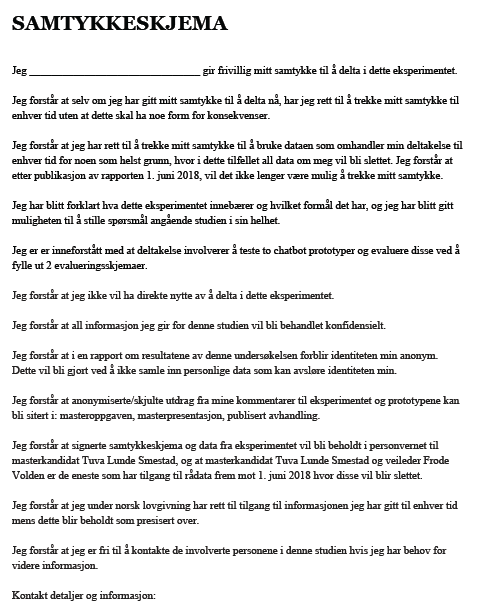 SAMTYKKESKJEMA
Jeg ________________________________ gir frivillig mitt samtykke til å delta i dette eksperimentet.
Jeg forstår at selv om jeg har gitt mitt samtykke til å delta nå, har jeg rett til å trekke mitt samtykke til
enhver tid uten at dette skal ha noe form for konsekvenser.
Jeg forstår at jeg har rett til å trekke mitt samtykke til å bruke dataen som omhandler min deltakelse til
enhver tid for noen som helst grunn, hvor i dette tilfellet all data om meg vil bli slettet. Jeg forstår at
etter publikasjon av rapporten 1. juni 2018, vil det ikke lenger være mulig å trekke mitt samtykke.
Jeg har blitt forklart hva dette eksperimentet innebærer og hvilket formål det har, og jeg har blitt gitt
muligheten til å stille spørsmål angående studien i sin helhet.
Jeg er er inneforstått med at deltakelse involverer å teste to chatbot prototyper og evaluere disse ved å
fylle ut 2 evalueringsskjemaer.
Jeg forstår at jeg ikke vil ha direkte nytte av å delta i dette eksperimentet.
Jeg forstår at all informasjon jeg gir for denne studien vil bli behandlet konfidensielt.
Jeg forstår at i en rapport om resultatene av denne undersøkelsen forblir identiteten min anonym.
Dette vil bli gjort ved å ikke samle inn personlige data som kan avsløre identiteten min.
Jeg forstår at anonymiserte/skjulte utdrag fra mine kommentarer til eksperimentet og prototypene kan
bli sitert i: masteroppgaven, masterpresentasjon, publisert avhandling.
Jeg forstår at signerte samtykkeskjema og data fra eksperimentet vil bli beholdt i personvernet til
masterkandidat Tuva Lunde Smestad, og at masterkandidat Tuva Lunde Smestad og veileder Frode
Volden er de eneste som har tilgang til rådata frem mot 1. juni 2018 hvor disse vil blir slettet.
Jeg forstår at jeg under norsk lovgivning har rett til tilgang til informasjonen jeg har gitt til enhver tid
mens dette blir beholdt som presisert over.
Jeg forstår at jeg er fri til å kontakte de involverte personene i denne studien hvis jeg har behov for
videre informasjon.
Kontakt detaljer og informasjon: